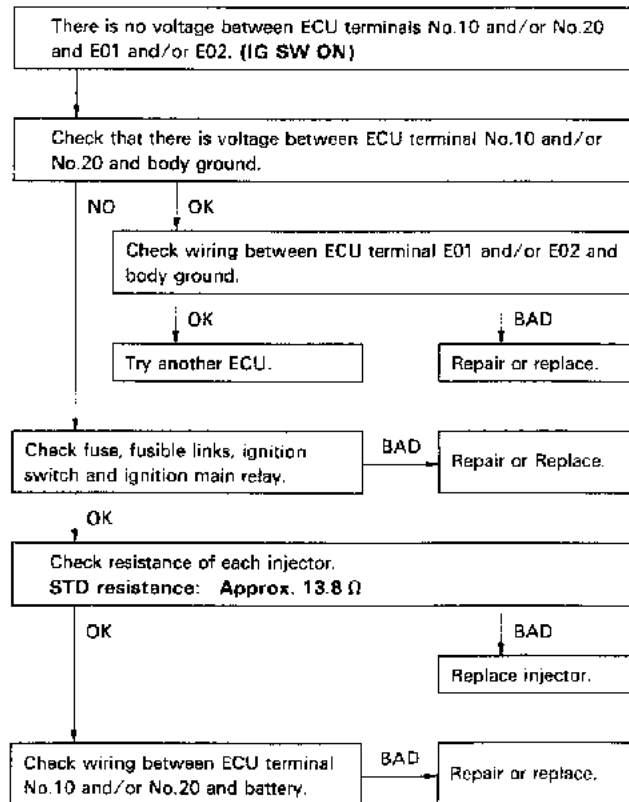 There is no voltage between ECU terminals No.10 and/or No.20
and E01 and/or E02. (IG SW ON)
Check that there is voltage between ECU terminal No.10 and/or
No.20 and body ground.
NO
OK
Check wiring between ECU terminal E01 and/or E02 and
body ground.
OK
BAD
Try another ECU.
Repair or replace.
Check fuse, fusible links, ignition
switch and ignition main relay.
BAD
Repair or Replace.
OK
Check resistance of each injector.
STD resistance: Approx. 13.8 Ω
OK
BAD
Replace injector.
Check wiring between ECU terminal
No.10 and/or No.20 and battery.
BAD
Repair or replace.